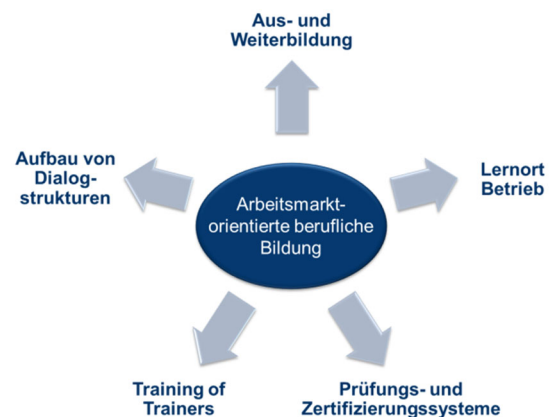 Aus- und
Weiterbildung
Aufbau von
Dialog-
strukturen
Lernort
Betrieb
Arbeitsmarkt-
orientierte berufliche
Bildung
Training of
Trainers
Prüfungs- und
Zertifizierungssysteme